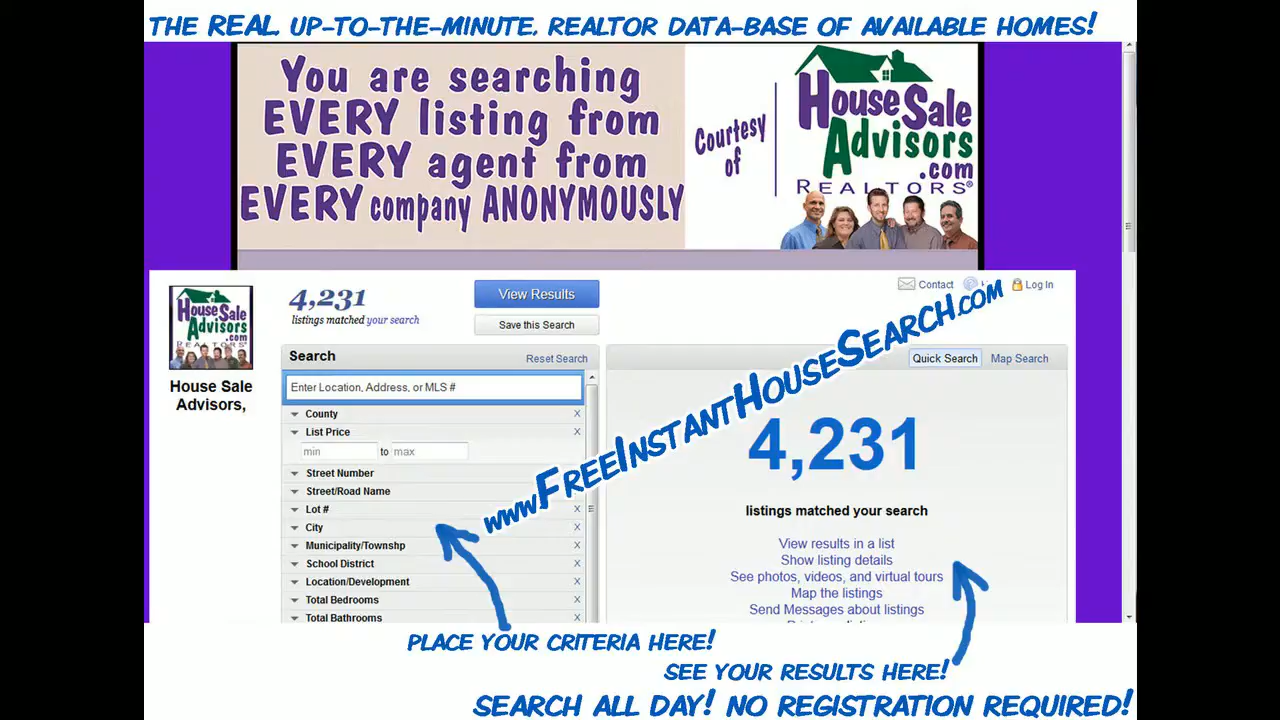 THE REAL, UP-TO-THE-MINUTE, REALTOR DATA-BASE OF AVAILABLE HOMES!
You are searching
EVERY listing from
EVERY agent from
EVERY company ANONYMOUSLY
Courtesy
of
HouseSale
Advisors
.com
REALTORS®
HouseSale
Advisors
.com
REALTORS
House Sale
Advisors,
4,231
listings matched your search
View Results
Save this Search
Contact
Log In
Search
Reset Search
Quick Search
Map Search
Enter Location, Address, or MLS #
County X
List Price X
min to max
Street Number
Street/Road Name
Lot # X
City X
Municipality/Townshp X
School District X
Location/Development X
Total Bedrooms X
Total Bathrooms X
www.FreeInstantHouseSearch.com
4,231
listings matched your search
View results in a list
Show listing details
See photos, videos, and virtual tours
Map the listings
Send Messages about listings
PLACE YOUR CRITERIA HERE!
SEE YOUR RESULTS HERE!
SEARCH ALL DAY! NO REGISTRATION REQUIRED!